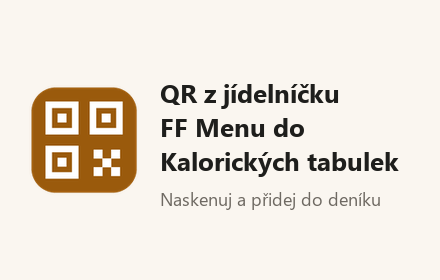 QR z jídelníčku
FF Menu do
Kalorických tabulek
Naskenuj a přidej do deníku